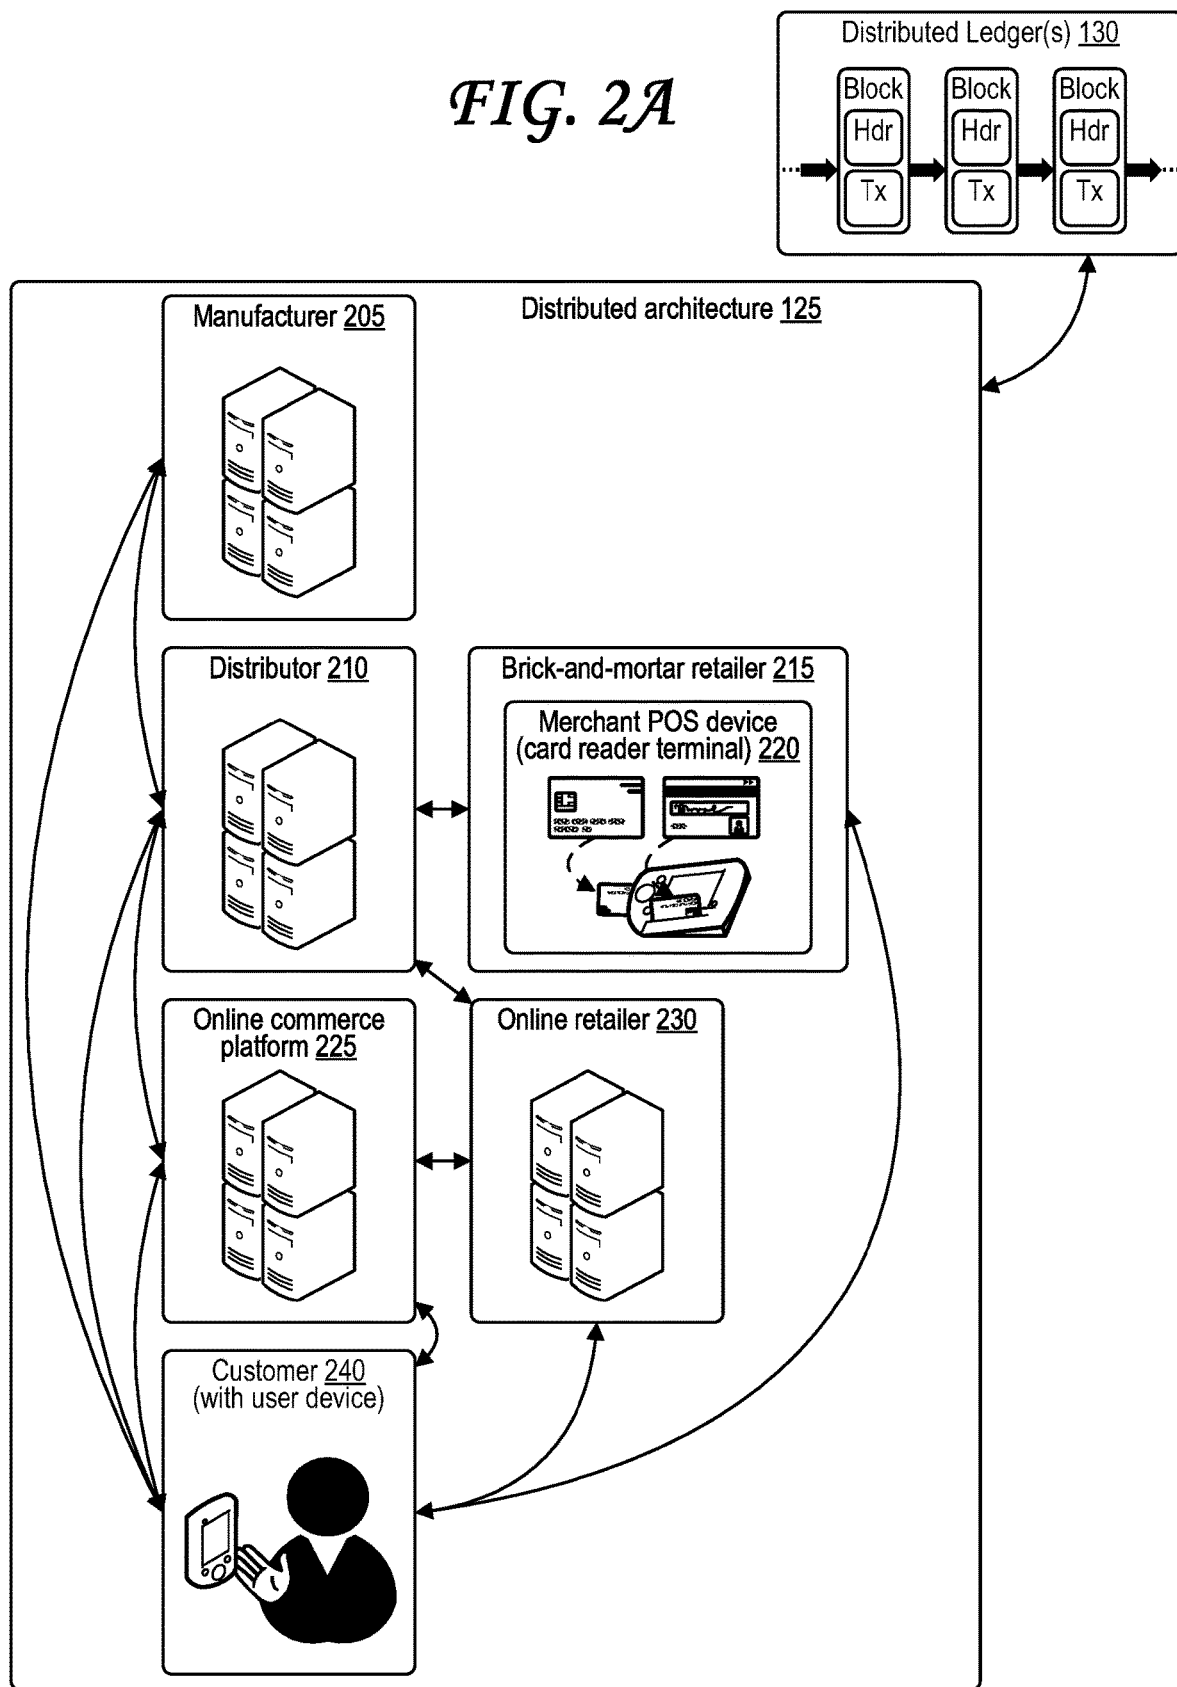 Distributed Ledger(s) 130
FIG. 2A
Block Block Block
Hdr Hdr Hdr
Tx Tx Tx
Manufacturer 205
Distributed architecture 125
Distributor 210
Brick-and-mortar retailer 215
Merchant POS device
(card reader terminal) 220
Online commerce
platform 225
Online retailer 230
Customer 240
(with user device)